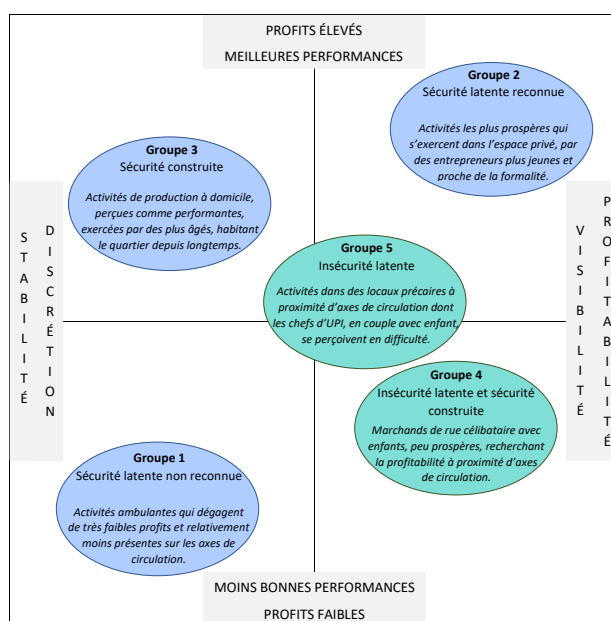 PROFITS ÉLEVÉS
MEILLEURES PERFORMANCES
Groupe 2
Sécurité latente reconnue
Activités les plus prospères qui
s'exercent dans l'espace privé, par
des entrepreneurs plus jeunes et
proche de la formalité.
Groupe 3
Sécurité construite
Activités de production à domicile,
perçues comme performantes,
exercées par des plus âgés, habitant
le quartier depuis longtemps.
STABILITÉ
DISCRÉTION
Groupe 5
Insécurité latente
Activités dans des locaux précaires à
proximité d'axes de circulation dont
les chefs d'UPI, en couple avec enfant,
se perçoivent en difficulté.
VISIBILITÉ
PROFITABILITÉ
Groupe 4
Insécurité latente et sécurité
construite
Marchands de rue célibataire avec
enfants, peu prospères, recherchant
la profitabilité à proximité d'axes
de circulation.
Groupe 1
Sécurité latente non reconnue
Activités ambulantes qui dégagent
de très faibles profits et relativement
moins présentes sur les axes de
circulation.
MOINS BONNES PERFORMANCES
PROFITS FAIBLES